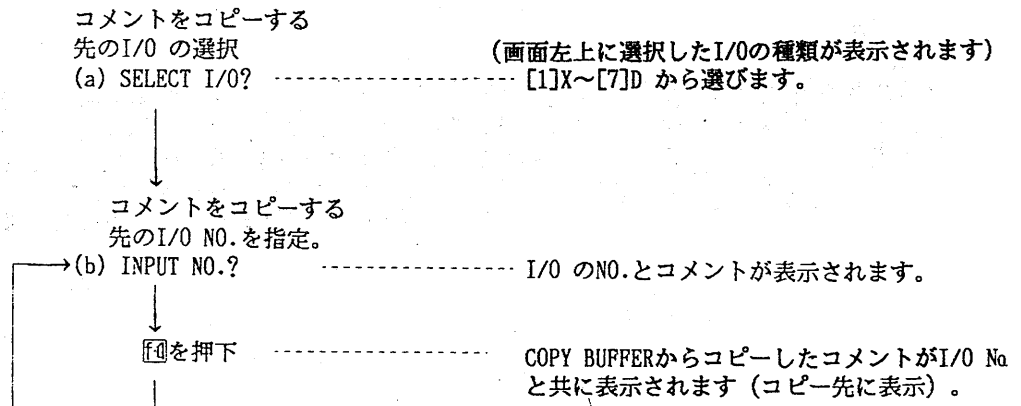 コメントをコピーする
先のI/O の選択
(画面左上に選択したI/Oの種類が表示されます)
(a) SELECT I/O? [1]X～[7]D から選びます。
コメントをコピーする
先のI/O NO.を指定。
(b) INPUT NO.? I/O のNO.とコメントが表示されます。
を押下 COPY BUFFERからコピーしたコメントがI/O No.
と共に表示されます (コピー先に表示) 。